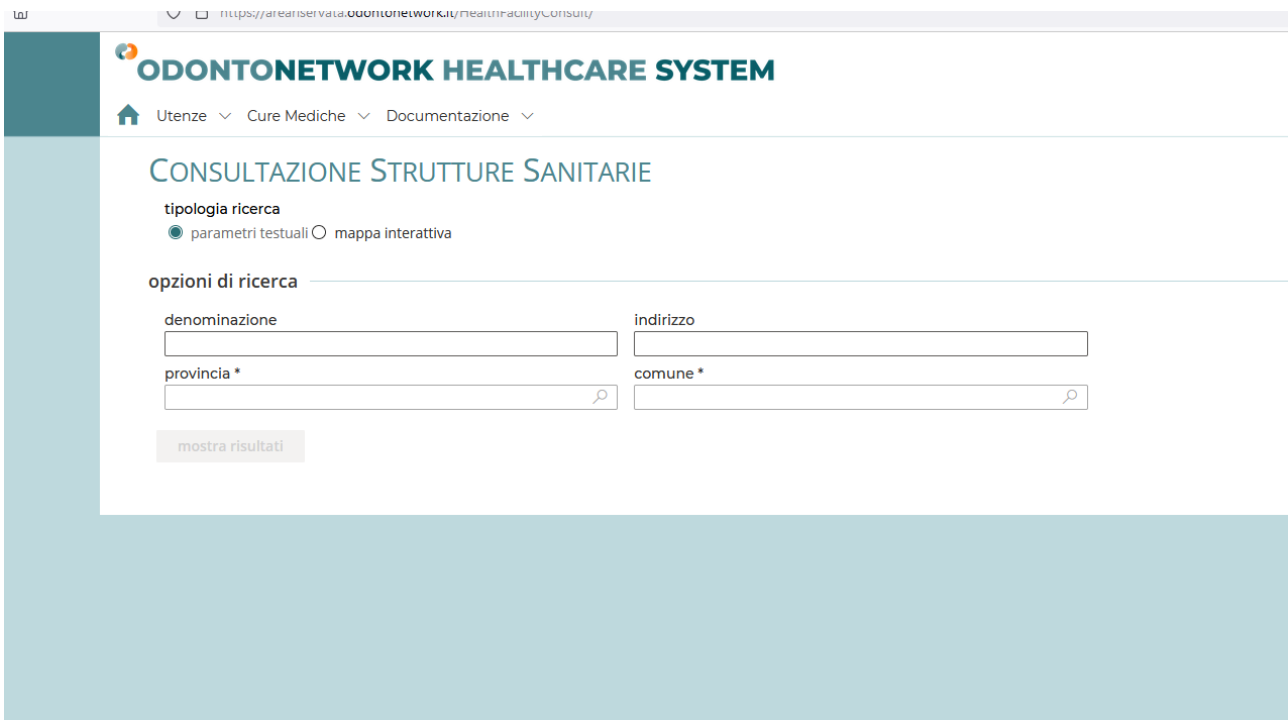 https://areariservata.odontonetwork.it/HealthFacilityConsult/
ODONTONETWORK HEALTHCARE SYSTEM
Utenze Cure Mediche Documentazione
CONSULTAZIONE STRUTTURE SANITARIE
tipologia ricerca
parametri testuali mappa interattiva
opzioni di ricerca
denominazione indirizzo
provincia * comune *
mostra risultati